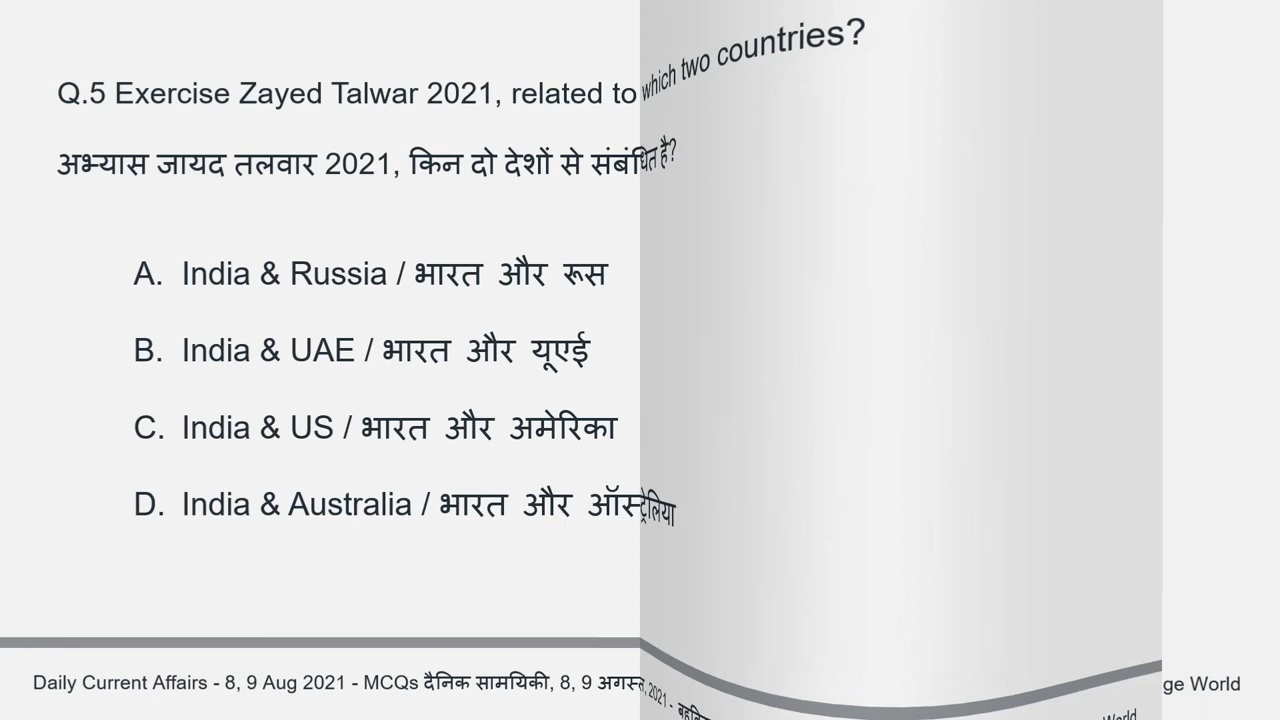 Q.5 Exercise Zayed Talwar 2021, related to which two countries?
अभ्यास जायद तलवार 2021, किन दो देशों से संबंधित है?
A. India & Russia / भारत और रूस
B. India & UAE / भारत और यूएई
C. India & US / भारत और अमेरिका
D. India & Australia / भारत और ऑस्ट्रेलिया
Daily Current Affairs - 8, 9 Aug 2021 - MCQs दैनिक सामयिकी, 8, 9 अगस्त, 2021 - World
ge World